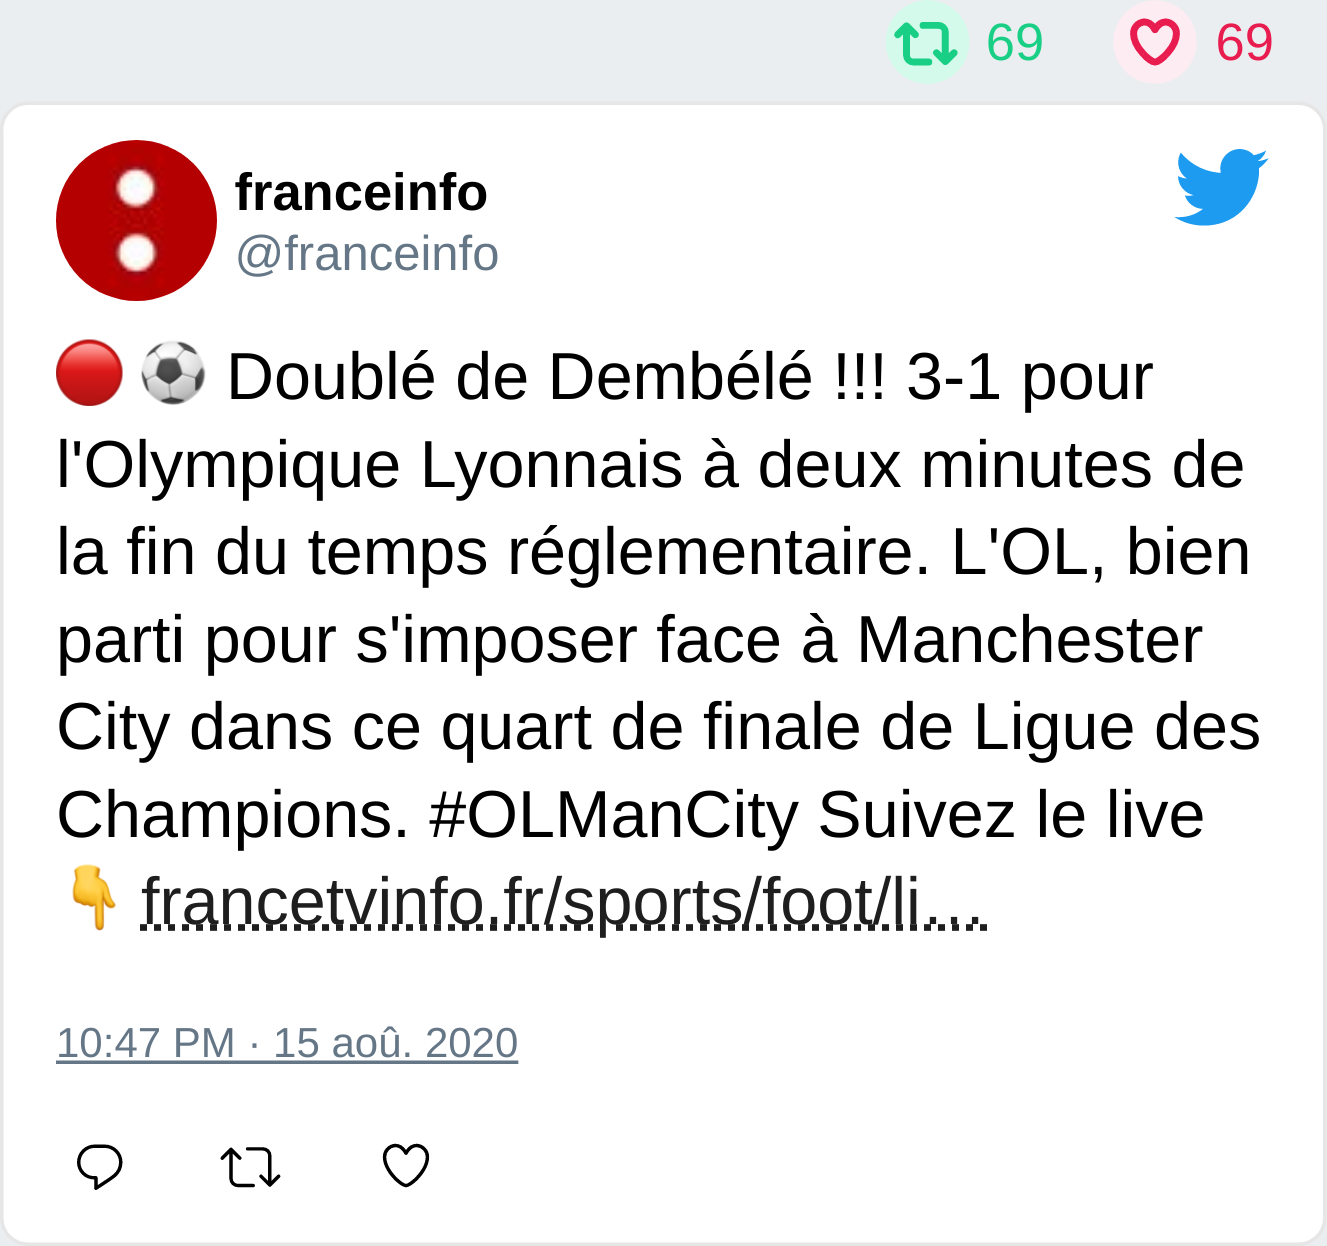 69 69
franceinfo
@franceinfo
🔴 ⚽ Doublé de Dembélé !!! 3-1 pour
l'Olympique Lyonnais à deux minutes de
la fin du temps réglementaire. L'OL, bien
parti pour s'imposer face à Manchester
City dans ce quart de finale de Ligue des
Champions. #OLManCity Suivez le live
👇 francetvinfo.fr/sports/foot/li…
10:47 PM · 15 aoû. 2020